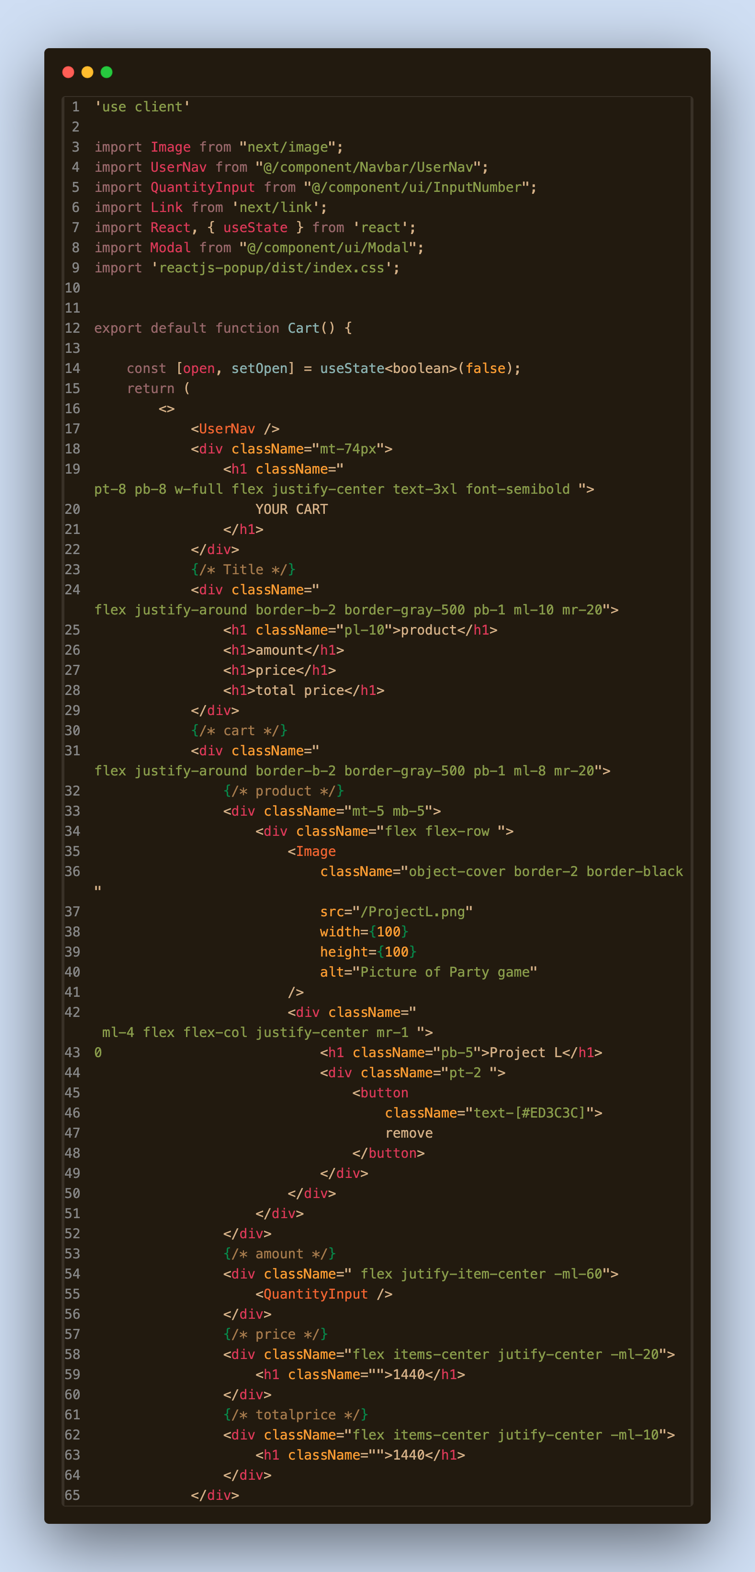 1 'use client'
2
3 import Image from "next/image";
4 import UserNav from "@/component/Navbar/UserNav";
5 import QuantityInput from "@/component/ui/InputNumber";
6 import Link from 'next/link';
7 import React, { useState } from 'react';
8 import Modal from "@/component/ui/Modal";
9 import 'reactjs-popup/dist/index.css';
10
11
12 export default function Cart() {
13
14     const [open, setOpen] = useState<boolean>(false);
15     return (
16         <>
17             <UserNav />
18             <div className="mt-74px">
19                 <h1 className="
pt-8 pb-8 w-full flex justify-center text-3xl font-semibold ">
20                     YOUR CART
21                 </h1>
22             </div>
23             {/* Title */}
24             <div className="
flex justify-around border-b-2 border-gray-500 pb-1 ml-10 mr-20">
25                 <h1 className="pl-10">product</h1>
26                 <h1>amount</h1>
27                 <h1>price</h1>
28                 <h1>total price</h1>
29             </div>
30             {/* cart */}
31             <div className="
flex justify-around border-b-2 border-gray-500 pb-1 ml-8 mr-20">
32                 {/* product */}
33                 <div className="mt-5 mb-5">
34                     <div className="flex flex-row ">
35                         <Image
36                             className="object-cover border-2 border-black
"
37                             src="/ProjectL.png"
38                             width={100}
39                             height={100}
40                             alt="Picture of Party game"
41                         />
42                         <div className="
 ml-4 flex flex-col justify-center mr-1 ">
43 0                           <h1 className="pb-5">Project L</h1>
44                             <div className="pt-2 ">
45                                 <button
46                                     className="text-[#ED3C3C]">
47                                     remove
48                                 </button>
49                             </div>
50                         </div>
51                     </div>
52                 </div>
53                 {/* amount */}
54                 <div className=" flex jutify-item-center -ml-60">
55                     <QuantityInput />
56                 </div>
57                 {/* price */}
58                 <div className="flex items-center jutify-center -ml-20">
59                     <h1 className="">1440</h1>
60                 </div>
61                 {/* totalprice */}
62                 <div className="flex items-center jutify-center -ml-10">
63                     <h1 className="">1440</h1>
64                 </div>
65             </div>